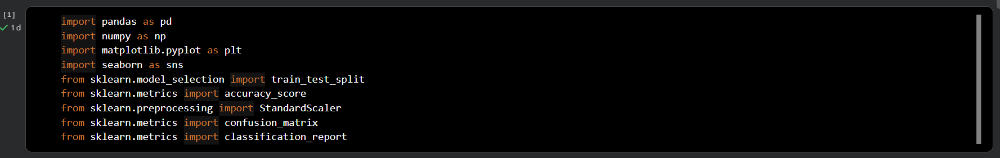 [1]
1d
import pandas as pd
import numpy as np
import matplotlib.pyplot as plt
import seaborn as sns
from sklearn.model_selection import train_test_split
from sklearn.metrics import accuracy_score
from sklearn.preprocessing import StandardScaler
from sklearn.metrics import confusion_matrix
from sklearn.metrics import classification_report